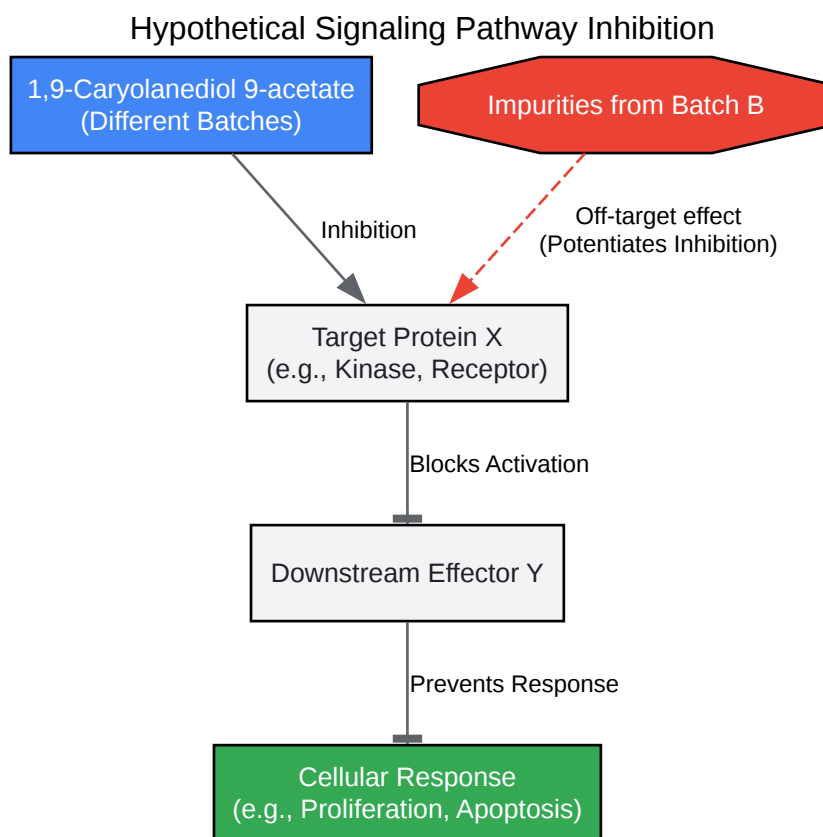 Hypothetical Signaling Pathway Inhibition
1,9-Caryolanediol 9-acetate
(Different Batches)
Impurities from Batch B
Inhibition
Off-target effect
(Potentiates Inhibition)
Target Protein X
(e.g., Kinase, Receptor)
Blocks Activation
Downstream Effector Y
Prevents Response
Cellular Response
(e.g., Proliferation, Apoptosis)